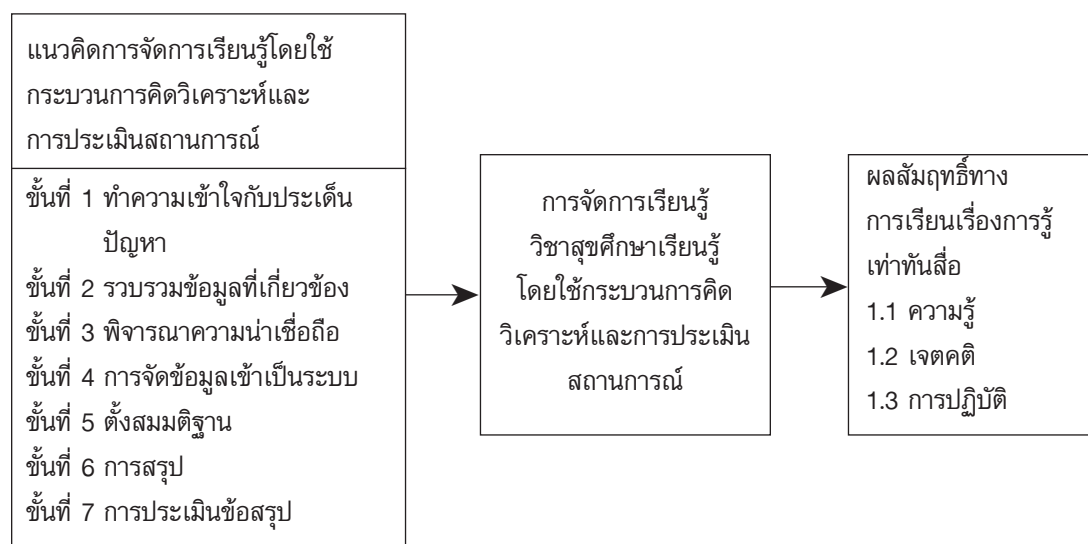 แนวคิดการจัดการเรียนรู้โดยใช้
กระบวนการคิดวิเคราะห์และ
การประเมินสถานการณ์
ขั้นที่ 1 ทำความเข้าใจกับประเด็น
ปัญหา
ขั้นที่ 2 รวบรวมข้อมูลที่เกี่ยวข้อง
ขั้นที่ 3 พิจารณาความน่าเชื่อถือ
ขั้นที่ 4 การจัดข้อมูลเข้าเป็นระบบ
ขั้นที่ 5 ตั้งสมมติฐาน
ขั้นที่ 6 การสรุป
ขั้นที่ 7 การประเมินข้อสรุป
การจัดการเรียนรู้
วิชาสุขศึกษาเรียนรู้
โดยใช้กระบวนการคิด
วิเคราะห์และการประเมิน
สถานการณ์
ผลสัมฤทธิ์ทาง
การเรียนเรื่องการรู้
เท่าทันสื่อ
1.1 ความรู้
1.2 เจตคติ
1.3 การปฏิบัติ